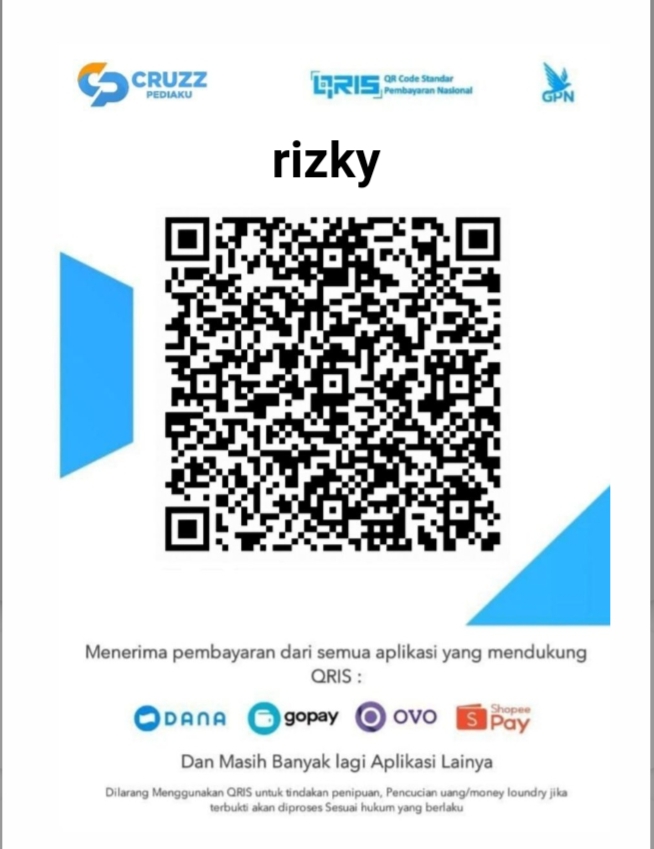 CRUZZ
PEDIAKU
QRIS QR Code Standar
Pembayaran Nasional
GPN
rizky
Menerima pembayaran dari semua aplikasi yang mendukung
QRIS :
DANA gopay OVO Shopee
Pay
Dan Masih Banyak lagi Aplikasi Lainya
Dilarang Menggunakan QRIS untuk tindakan penipuan, Pencucian uang/money loundry jika
terbukti akan diproses Sesuai hukum yang berlaku